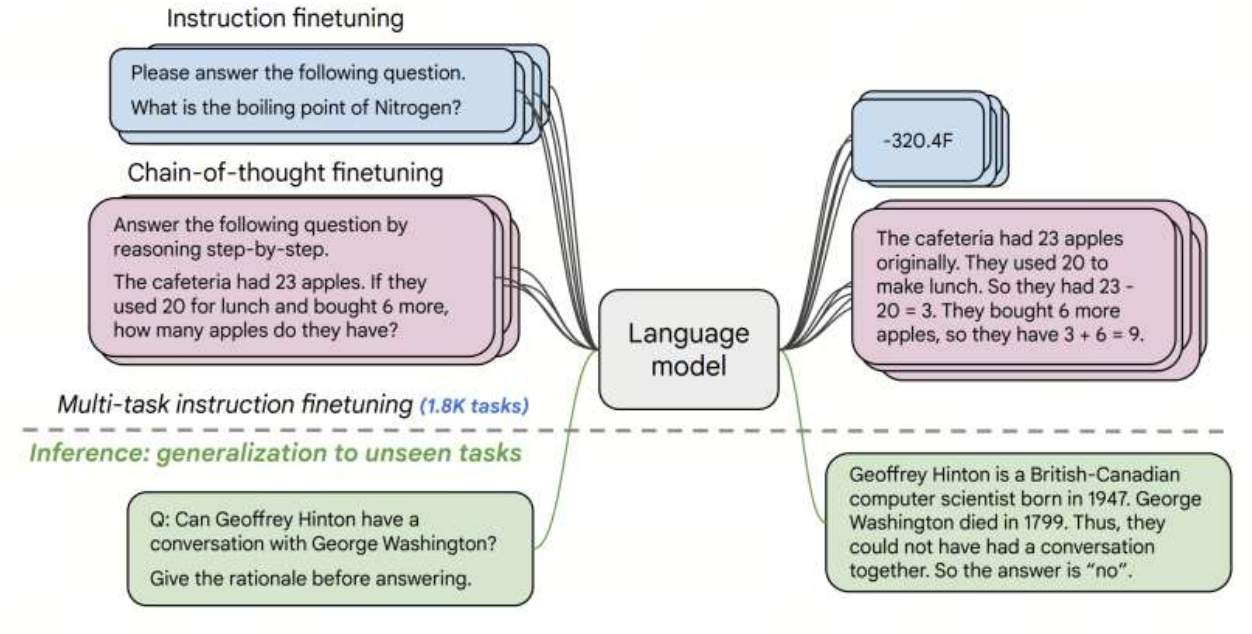 Instruction finetuning
Please answer the following question.
What is the boiling point of Nitrogen?
-320.4F
Chain-of-thought finetuning
Answer the following question by
reasoning step-by-step.
The cafeteria had 23 apples. If they
used 20 for lunch and bought 6 more,
how many apples do they have?
Language
model
The cafeteria had 23 apples
originally. They used 20 to
make lunch. So they had 23 -
20 = 3. They bought 6 more
apples, so they have 3 + 6 = 9.
Multi-task instruction finetuning (1.8K tasks)
Inference: generalization to unseen tasks
Q: Can Geoffrey Hinton have a
conversation with George Washington?
Give the rationale before answering.
Geoffrey Hinton is a British-Canadian
computer scientist born in 1947. George
Washington died in 1799. Thus, they
could not have had a conversation
together. So the answer is “no”.